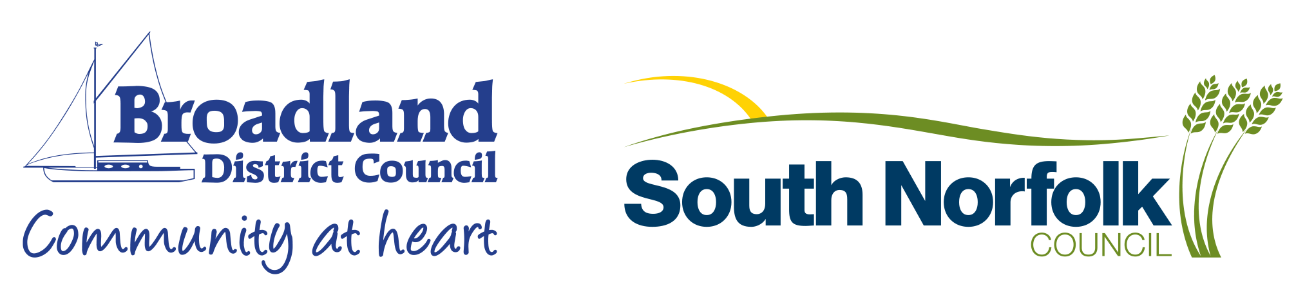 Broadland
District Council
Community at heart
South Norfolk
COUNCIL